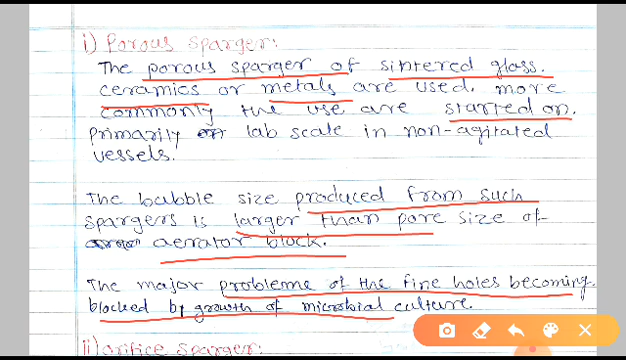 i) Porous Sparger:
The porous sparger of sintered glass.
ceramics or metals are used. more
commonly the use are started on.
primarily lab scale in non-agitated
vessels.
The babble size produced from such
spargers is larger than pore size of
aerator block.
The major probleme of the fine holes becoming
blocked by growth of microbial culture.
ii) orifice sparger: